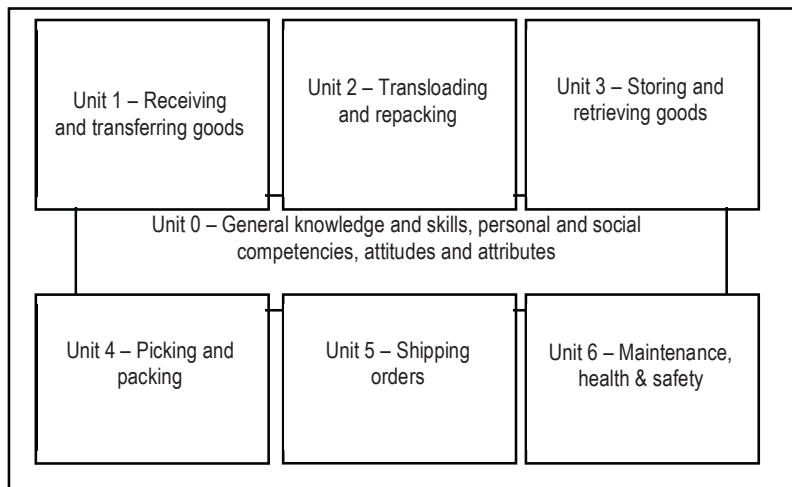 Unit 1 – Receiving
and transferring goods
Unit 2 – Transloading
and repacking
Unit 3 – Storing and
retrieving goods
Unit 0 – General knowledge and skills, personal and social
competencies, attitudes and attributes
Unit 4 – Picking and
packing
Unit 5 – Shipping
orders
Unit 6 – Maintenance,
health & safety